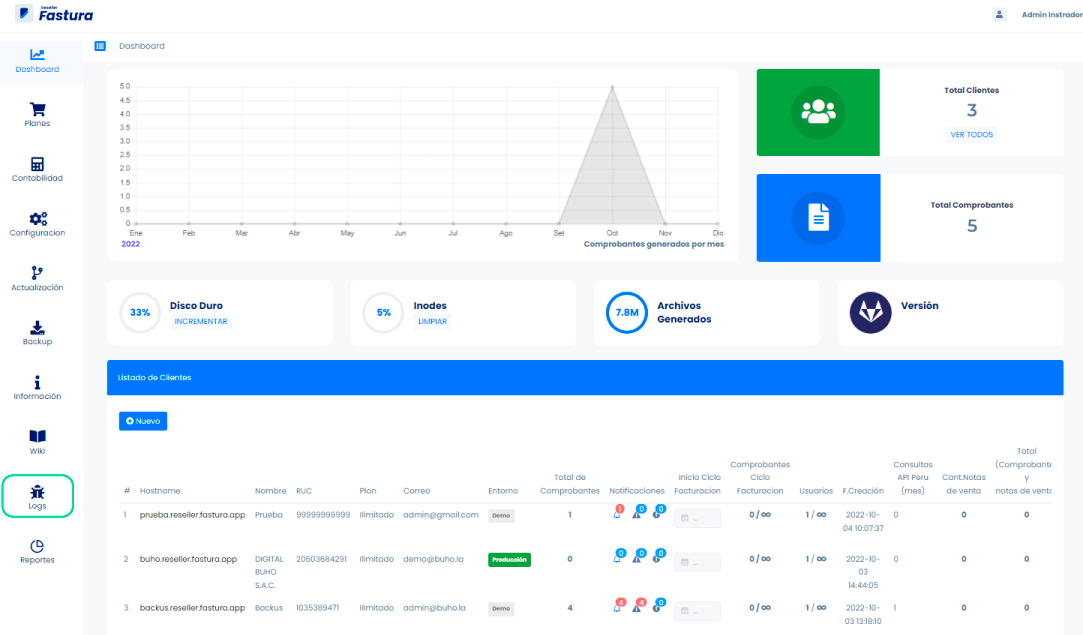 Reseller
Fastura
Admin Instrador
Dashboard
Dashboard
Planes
Contabilidad
Configuracion
Actualización
Backup
Información
Wiki
Logs
Reportes
5.0
4.5
4.0
3.5
3.0
2.5
2.0
1.5
1.0
0.5
0
Ene Feb Mar Abr May Jun Jul Ago Set Oct Nov Dic
2022 Comprobantes generados por mes
Total Clientes
3
VER TODOS
Total Comprobantes
5
33% Disco Duro
INCREMENTAR
5% Inodes
LIMPIAR
7.8M Archivos
Generados
Versión
Listado de Clientes
Nuevo
# Hostname Nombre RUC Plan Correo Entorno Total de Comprobantes Notificaciones Inicio Ciclo Facturacion Comprobantes Ciclo Facturacion Usuarios F.Creación Consultas API Peru (mes) Cant.Notas de venta Total (Comprobante y notas de venta
1 prueba.reseller.fastura.app Prueba 99999999999 Ilimitado admin@gmail.com Demo 1 1 0 0 ... 0 / ∞ 1 / ∞ 2022-10-04 10:07:37 0 0 0
2 buho.reseller.fastura.app DIGITAL BUHO S.A.C. 20603684291 Ilimitado demo@buho.la Producción 0 0 0 0 ... 0 / ∞ 1 / ∞ 2022-10-03 14:44:05 0 0 0
3 backus.reseller.fastura.app Backus 1035389471 Ilimitado admin@buho.la Demo 4 4 4 0 ... 0 / ∞ 1 / ∞ 2022-10-03 13:18:10 1 0 0